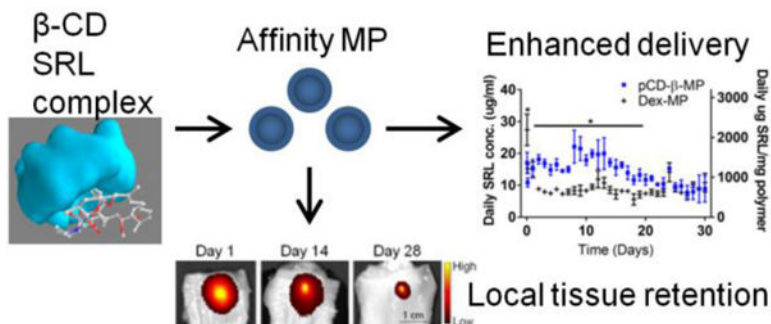 β-CD
SRL
complex
Affinity MP
Enhanced delivery
pCD-β-MP
Dex-MP
*
Daily SRL conc. (ug/ml)
40
30
20
10
0
Daily ug SRL/mg polymer
3000
2000
1000
0
0 10 20 30
Time (Days)
Day 1 Day 14 Day 28
High
Low
1 cm
Local tissue retention